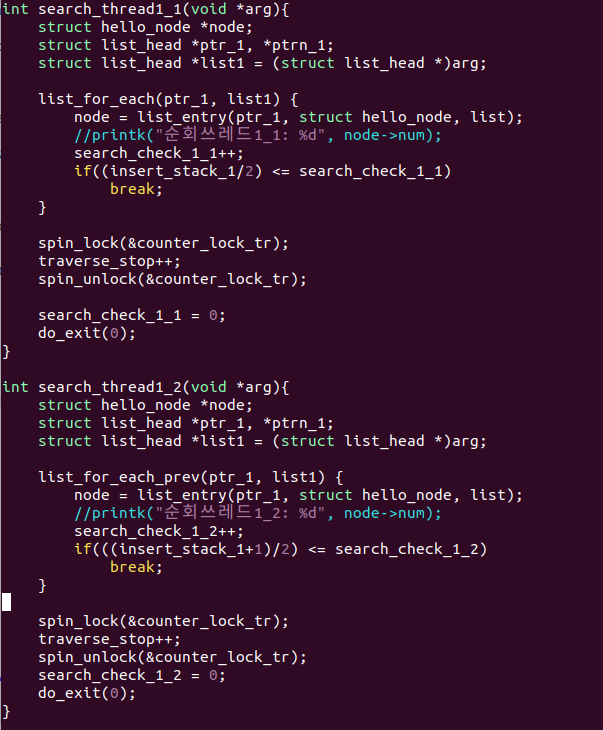 int search_thread1_1(void *arg){
    struct hello_node *node;
    struct list_head *ptr_1, *ptrn_1;
    struct list_head *list1 = (struct list_head *)arg;

    list_for_each(ptr_1, list1) {
        node = list_entry(ptr_1, struct hello_node, list);
        //printk("순회쓰레드1_1: %d", node->num);
        search_check_1_1++;
        if((insert_stack_1/2) <= search_check_1_1)
            break;
    }

    spin_lock(&counter_lock_tr);
    traverse_stop++;
    spin_unlock(&counter_lock_tr);

    search_check_1_1 = 0;
    do_exit(0);
}

int search_thread1_2(void *arg){
    struct hello_node *node;
    struct list_head *ptr_1, *ptrn_1;
    struct list_head *list1 = (struct list_head *)arg;

    list_for_each_prev(ptr_1, list1) {
        node = list_entry(ptr_1, struct hello_node, list);
        //printk("순회쓰레드1_2: %d", node->num);
        search_check_1_2++;
        if(((insert_stack_1+1)/2) <= search_check_1_2)
            break;
    }

    spin_lock(&counter_lock_tr);
    traverse_stop++;
    spin_unlock(&counter_lock_tr);
    search_check_1_2 = 0;
    do_exit(0);
}